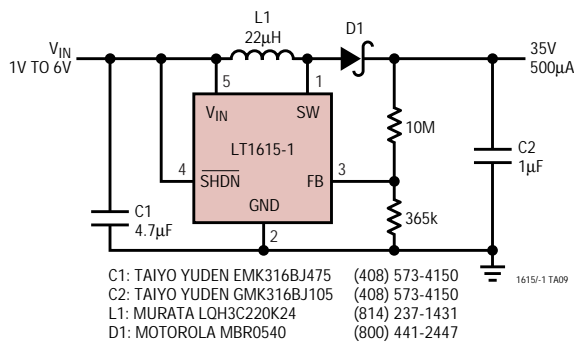 L1
22μH
D1
VIN
1V TO 6V
35V
500μA
5
1
VIN
SW
10M
LT1615-1
C2
1μF
4
SHDN
FB
3
GND
365k
C1
4.7μF
2
C1: TAIYO YUDEN EMK316BJ475 (408) 573-4150
C2: TAIYO YUDEN GMK316BJ105 (408) 573-4150
L1: MURATA LQH3C220K24 (814) 237-1431
D1: MOTOROLA MBR0540 (800) 441-2447
1615/-1 TA09